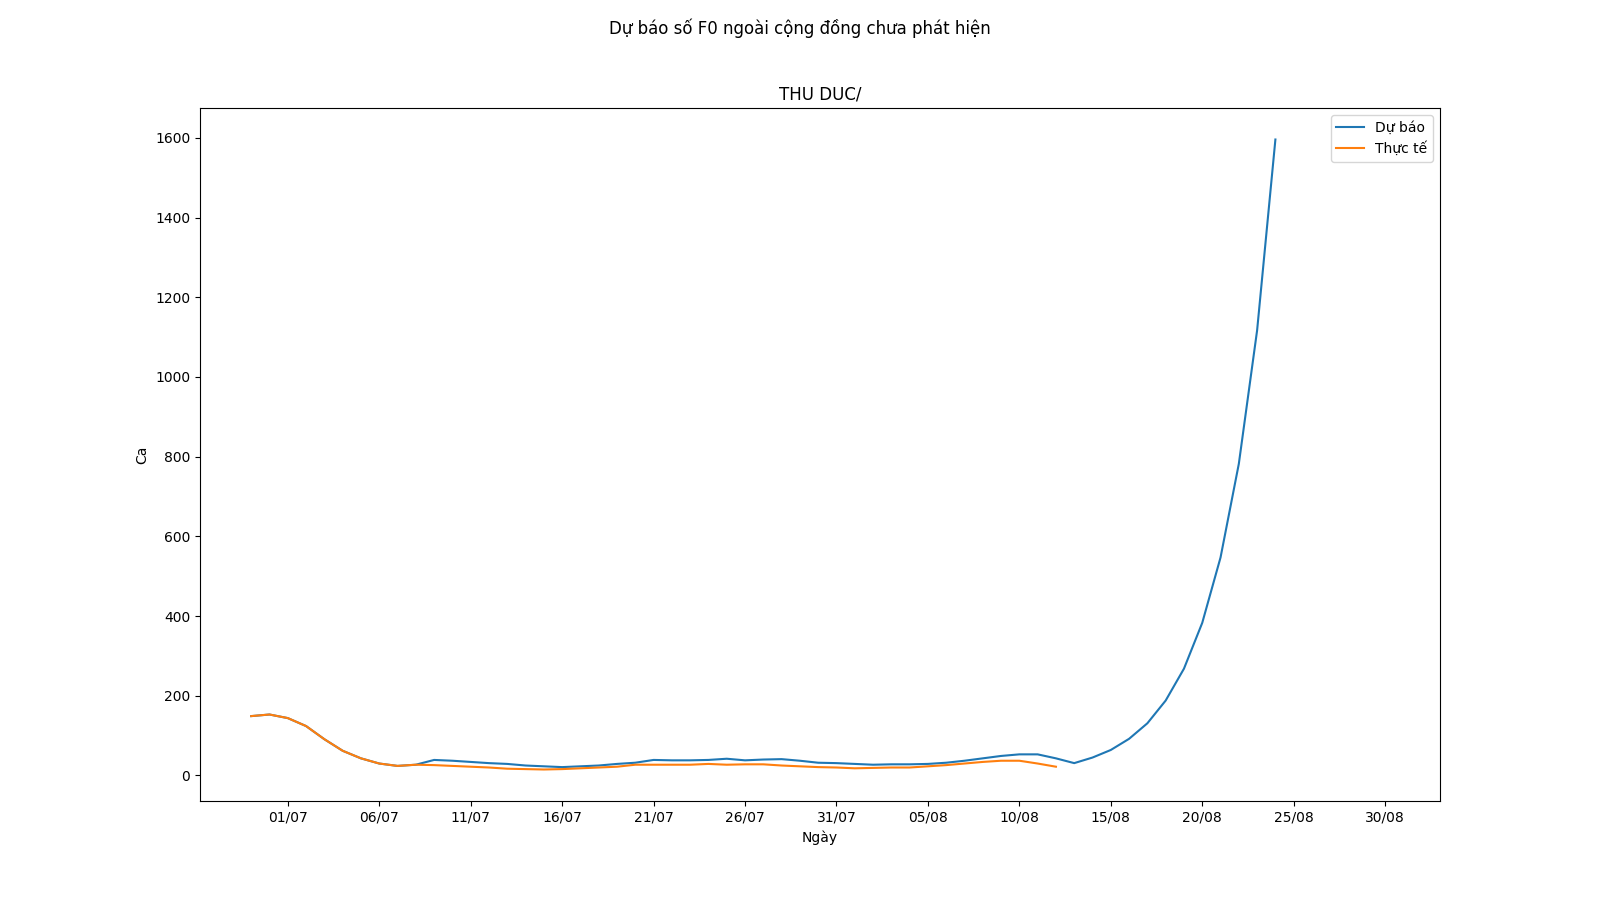 Dự báo số F0 ngoài cộng đồng chưa phát hiện
THU DUC/
Dự báo
Thực tế
1600
1400
1200
1000
800
600
400
200
0
Ca
01/07 06/07 11/07 16/07 21/07 26/07 31/07 05/08 10/08 15/08 20/08 25/08 30/08
Ngày